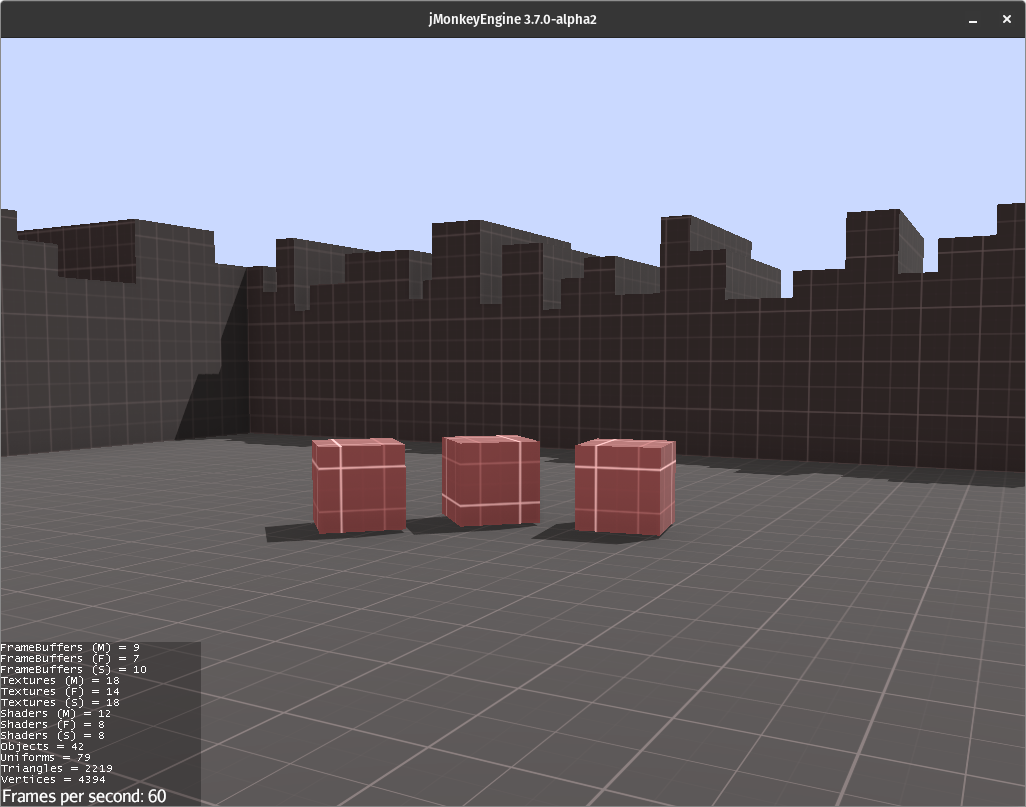 jMonkeyEngine 3.7.0-alpha2
FrameBuffers (M) = 9
FrameBuffers (F) = 7
FrameBuffers (S) = 10
Textures (M) = 18
Textures (F) = 14
Textures (S) = 18
Shaders (M) = 12
Shaders (F) = 8
Shaders (S) = 8
Objects = 42
Uniforms = 79
Triangles = 2219
Vertices = 4394
Frames per second: 60